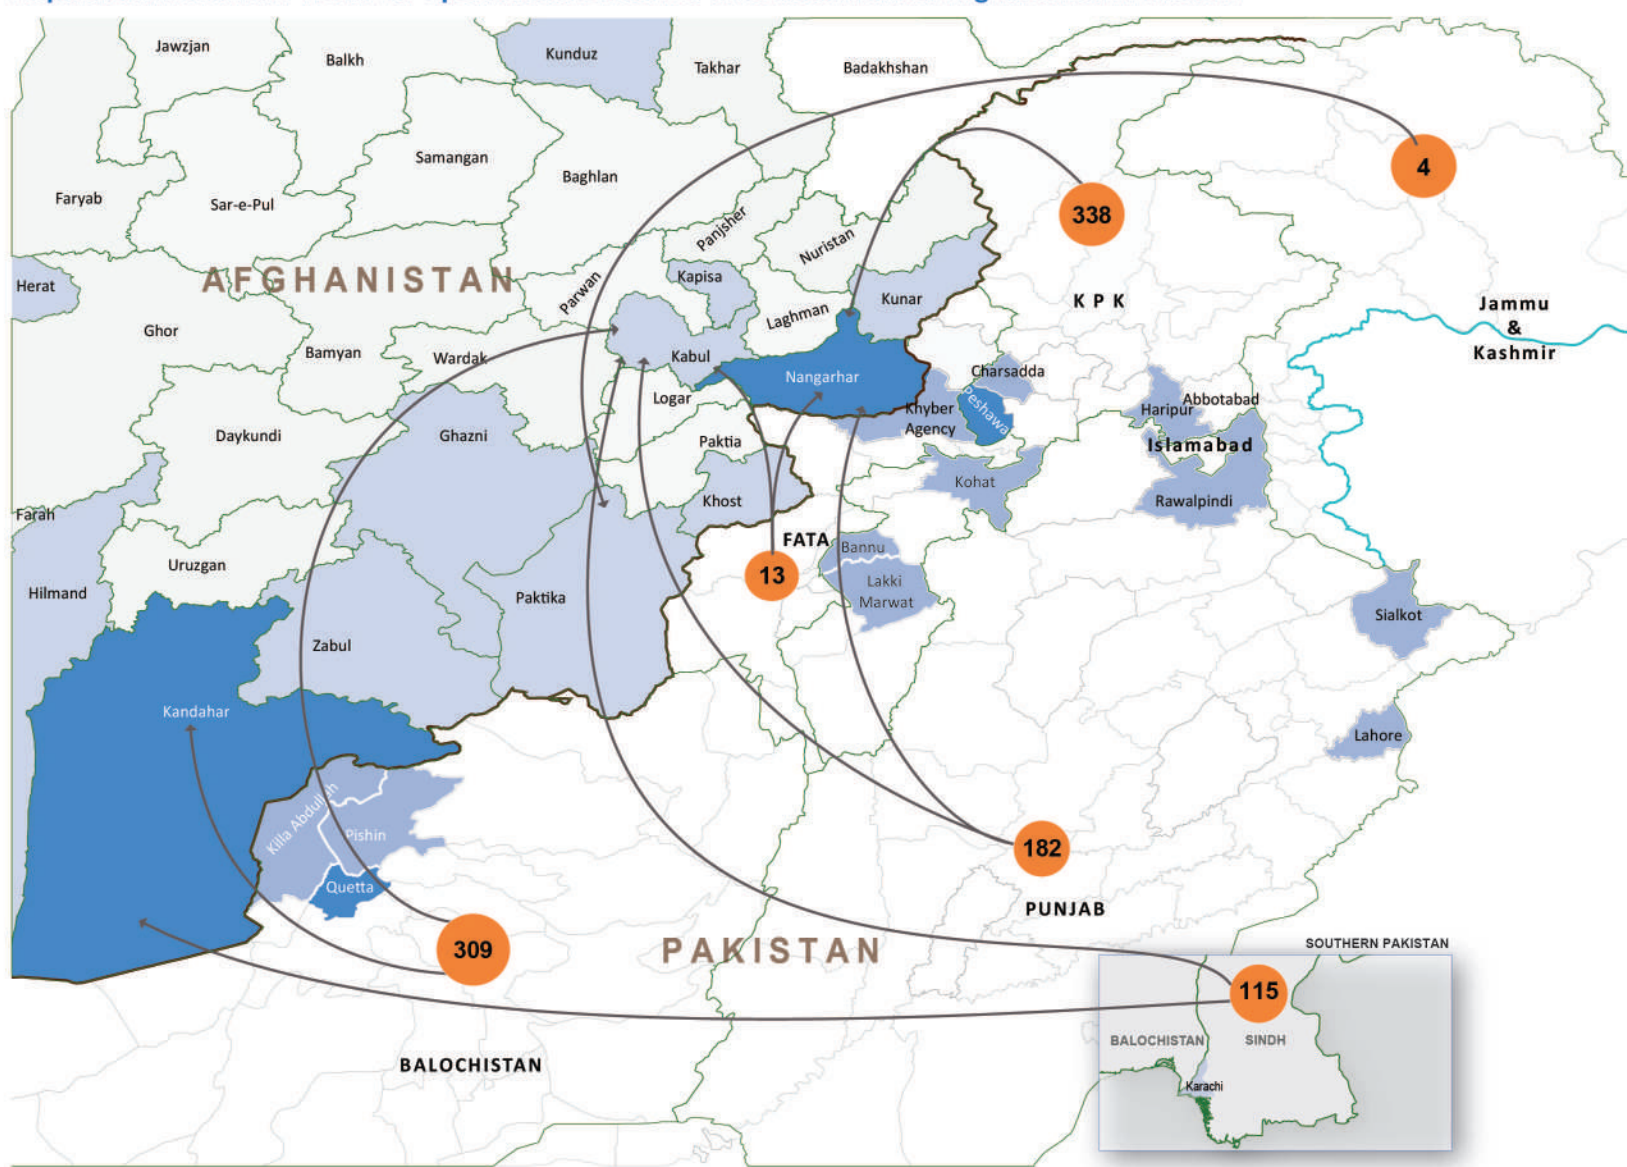 Jawzjan
Balkh
Kunduz
Takhar
Badakhshan
Samangan
Baghlan
4
Faryab
Sar-e-Pul
338
Panjsher
Nuristan
AFGHANISTAN
Herat
Parwan
Kapisa
Kunar
KPK
Jammu
&
Kashmir
Ghor
Laghman
Bamyan
Wardak
Kabul
Nangarhar
Charsadda
Logar
Khyber
Agency
Peshawa
Haripur
Abbotabad
Daykundi
Ghazni
Paktia
Islamabad
Khost
Kohat
Rawalpindi
Farah
FATA
Bannu
Uruzgan
13
Lakki
Marwat
Hilmand
Paktika
Sialkot
Zabul
Kandahar
Lahore
Killa Abdullah
Pishin
182
Quetta
PUNJAB
309
PAKISTAN
SOUTHERN PAKISTAN
115
BALOCHISTAN
SINDH
BALOCHISTAN
Karachi